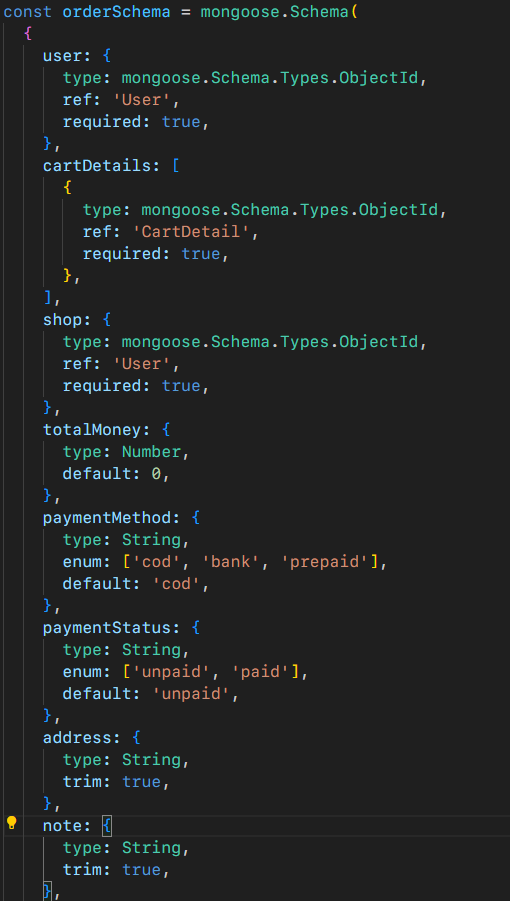 const orderSchema = mongoose.Schema(
  {
    user: {
      type: mongoose.Schema.Types.ObjectId,
      ref: 'User',
      required: true,
    },
    cartDetails: [
      {
        type: mongoose.Schema.Types.ObjectId,
        ref: 'CartDetail',
        required: true,
      },
    ],
    shop: {
      type: mongoose.Schema.Types.ObjectId,
      ref: 'User',
      required: true,
    },
    totalMoney: {
      type: Number,
      default: 0,
    },
    paymentMethod: {
      type: String,
      enum: ['cod', 'bank', 'prepaid'],
      default: 'cod',
    },
    paymentStatus: {
      type: String,
      enum: ['unpaid', 'paid'],
      default: 'unpaid',
    },
    address: {
      type: String,
      trim: true,
    },
    note: {
      type: String,
      trim: true,
    },